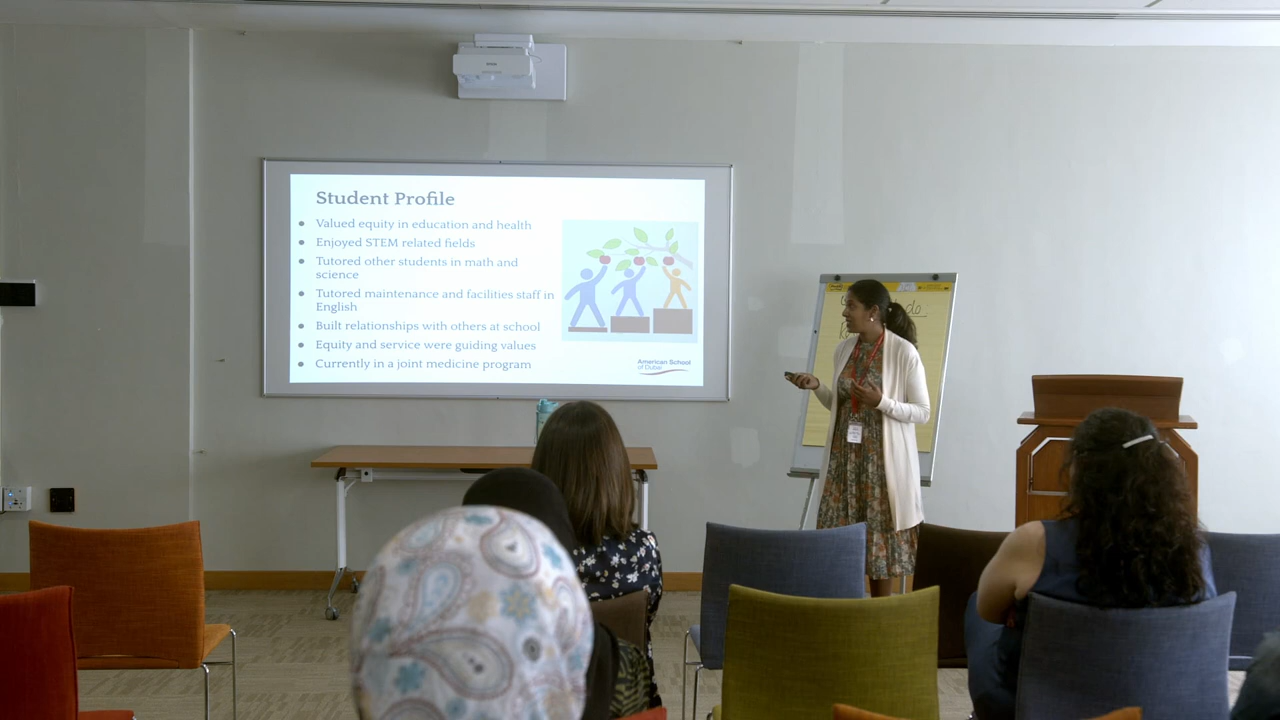 Student Profile
Valued equity in education and health
Enjoyed STEM related fields
Tutored other students in math and
science
Tutored maintenance and facilities staff in
English
Built relationships with others at school
Equity and service were guiding values
Currently in a joint medicine program
American School
of Dubai
do